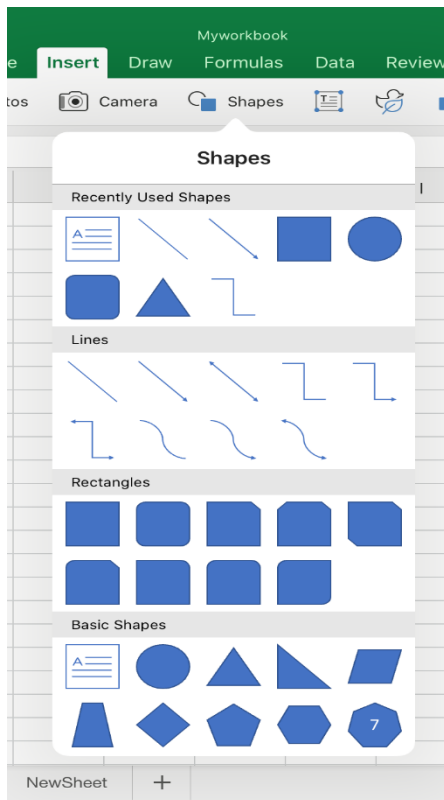 Myworkbook
e Insert Draw Formulas Data Review
tos Camera Shapes T
Shapes
I
Recently Used Shapes
A
Lines
Rectangles
Basic Shapes
A
7
NewSheet +